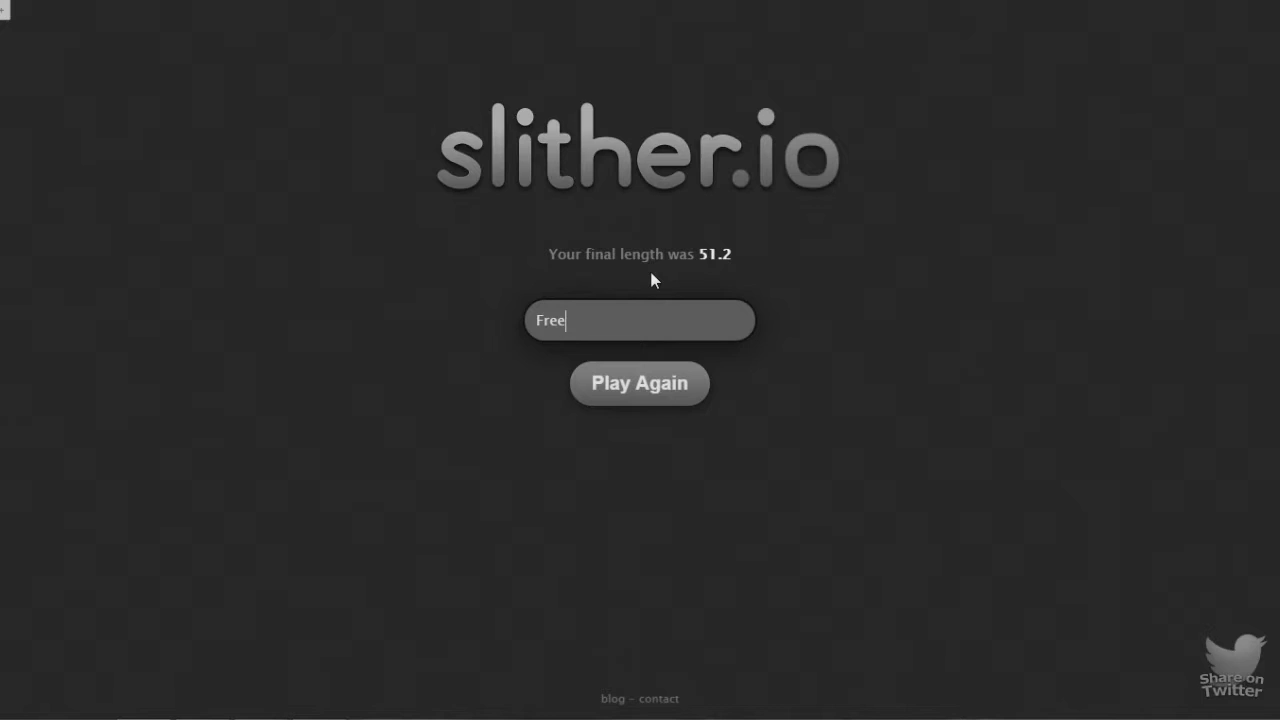 slither.io
Your final length was 51.2
Free
Play Again
Share on
Twitter
blog - contact